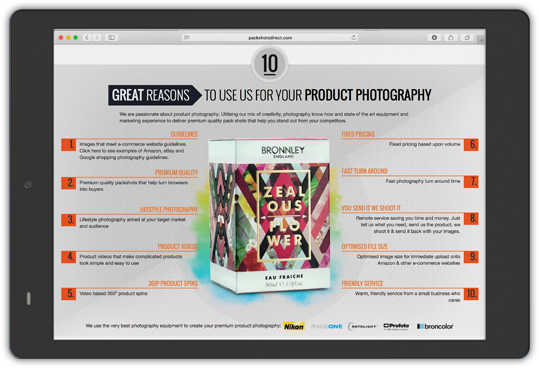 packshotsdirect.com
10
GREAT REASONS TO USE US FOR YOUR PRODUCT PHOTOGRAPHY
We are passionate about product photography. Utilising our mix of creativity, photography know how and state of the art equipment and
marketing experience to deliver premium quality pack shots that help you stand out from your competitors.
GUIDELINES
1. Images that meet e-commerce website guidelines.
Click here to see examples of Amazon, eBay and
Google shopping photography guidelines.
PREMIUM QUALITY
2. Premium quality packshots that help turn browsers
into buyers
LIFESTYLE PHOTOGRAPHY
3. Lifestyle photography aimed at your target market
and audience
PRODUCT VIDEOS
4. Product videos that make complicated products
look simple and easy to use
360º PRODUCT SPINS
5. Video based 360º product spins
BRONNLEY
ENGLAND
ZEAL
OUS
FLO
WER
EAU FRAICHE
FIXED PRICING
Fixed pricing based upon volume 6.
FAST TURN AROUND
Fast photography turn around time 7.
YOU SEND IT WE SHOOT IT
Remote service saving you time and money. Just 8.
tell us what you need, send us the product, we
shoot it & send it back with your images.
OPTIMISED FILE SIZE
Optimised image size for immediate upload onto 9.
Amazon & other e-commerce websites
FRIENDLY SERVICE
Warm, friendly service from a small business who 10.
cares
We use the very best photography equipment to create your premium product photography: Nikon PHASEONE ROTOLIGHT Profoto broncolor